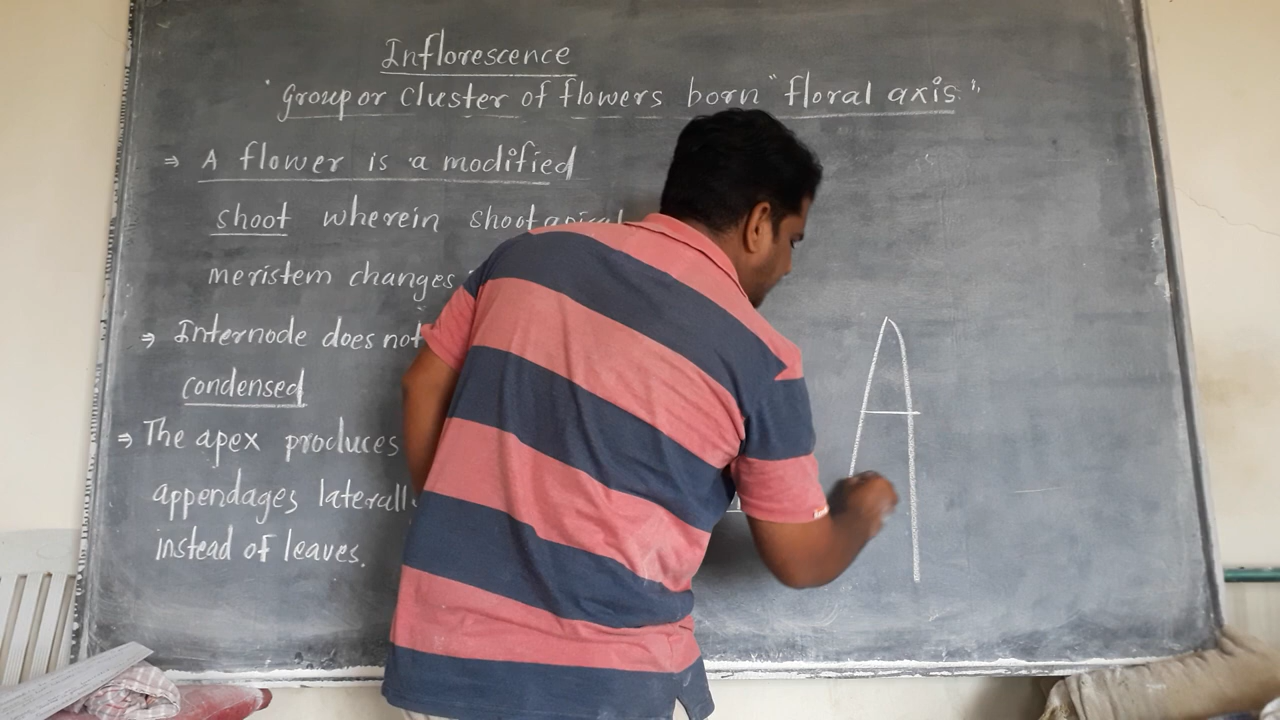 Inflorescence
"Group or cluster of flowers born "floral axis".
⇒ A flower is a modified
shoot wherein shoot apical
meristem changes
⇒ Internode does not
condensed
⇒ The apex produces
appendages laterally
instead of leaves.